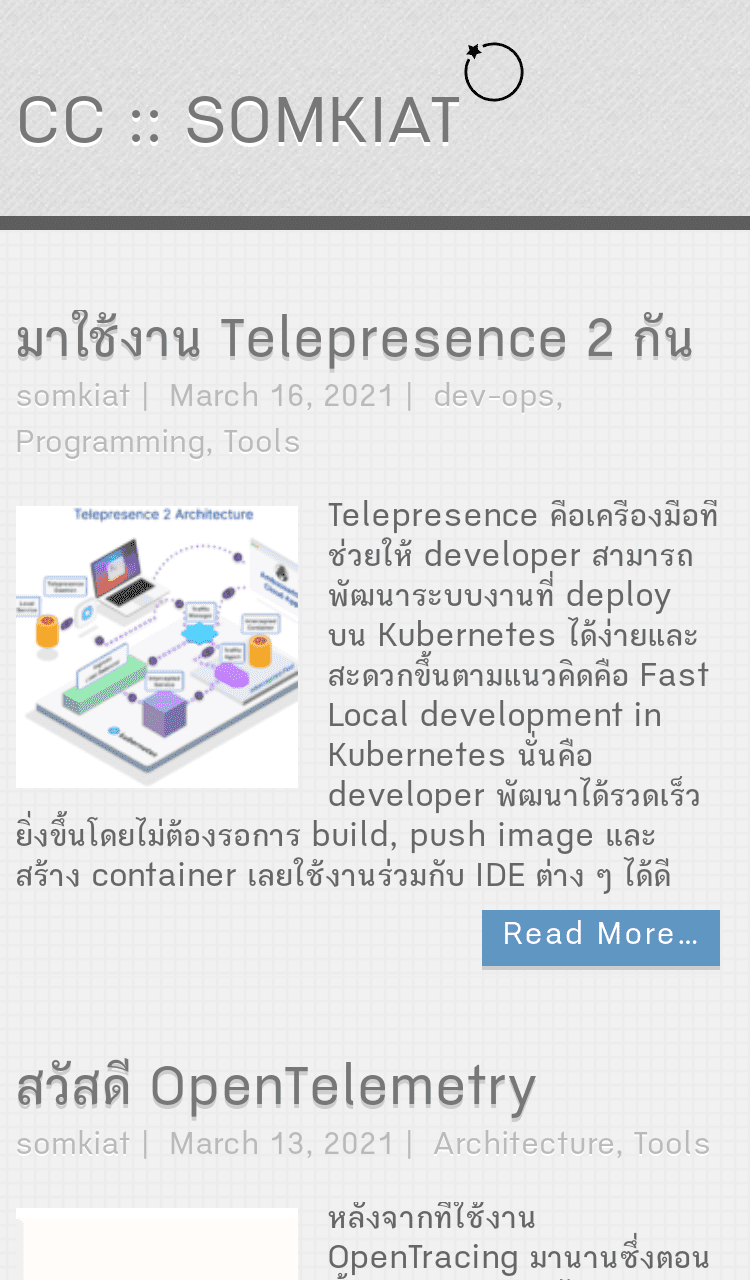 CC :: SOMKIAT
มาใช้งาน Telepresence 2 กัน
somkiat | March 16, 2021 | dev-ops,
Programming, Tools
Telepresence 2 Architecture
Telepresence คือเครื่องมือที่
ช่วยให้ developer สามารถ
พัฒนาระบบงานที่ deploy
บน Kubernetes ได้ง่ายและ
สะดวกขึ้นตามแนวคิดคือ Fast
Local development in
Kubernetes นั่นคือ
developer พัฒนาได้รวดเร็ว
ยิ่งขึ้นโดยไม่ต้องรอการ build, push image และ
สร้าง container เลยใช้งานร่วมกับ IDE ต่าง ๆ ได้ดี
Kubernetes
Read More…
สวัสดี OpenTelemetry
somkiat | March 13, 2021 | Architecture, Tools
หลังจากที่ใช้งาน
OpenTracing มานานซึ่งตอน